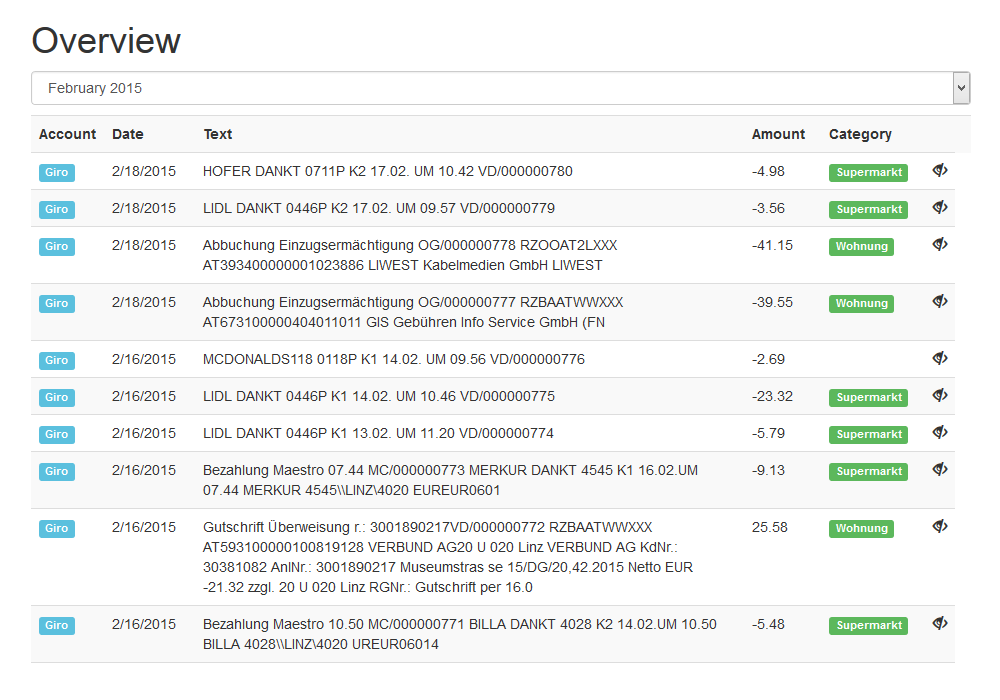 Overview
February 2015
Account Date Text Amount Category
Giro 2/18/2015 HOFER DANKT 0711P K2 17.02. UM 10.42 VD/000000780 -4.98 Supermarkt
Giro 2/18/2015 LIDL DANKT 0446P K2 17.02. UM 09.57 VD/000000779 -3.56 Supermarkt
Giro 2/18/2015 Abbuchung Einzugsermächtigung OG/000000778 RZOOAT2LXXX -41.15 Wohnung
AT393400000001023886 LIWEST Kabelmedien GmbH LIWEST
Giro 2/18/2015 Abbuchung Einzugsermächtigung OG/000000777 RZBAATWWXXX -39.55 Wohnung
AT673100000404011011 GIS Gebühren Info Service GmbH (FN
Giro 2/16/2015 MCDONALDS118 0118P K1 14.02. UM 09.56 VD/000000776 -2.69
Giro 2/16/2015 LIDL DANKT 0446P K1 14.02. UM 10.46 VD/000000775 -23.32 Supermarkt
Giro 2/16/2015 LIDL DANKT 0446P K1 13.02. UM 11.20 VD/000000774 -5.79 Supermarkt
Giro 2/16/2015 Bezahlung Maestro 07.44 MC/000000773 MERKUR DANKT 4545 K1 16.02.UM -9.13 Supermarkt
07.44 MERKUR 4545\\LINZ\4020 EUREUR0601
Giro 2/16/2015 Gutschrift Überweisung r.: 3001890217VD/000000772 RZBAATWWXXX 25.58 Wohnung
AT593100000100819128 VERBUND AG20 U 020 Linz VERBUND AG KdNr.:
30381082 AnlNr.: 3001890217 Museumstras se 15/DG/20,42.2015 Netto EUR
-21.32 zzgl. 20 U 020 Linz RGNr.: Gutschrift per 16.0
Giro 2/16/2015 Bezahlung Maestro 10.50 MC/000000771 BILLA DANKT 4028 K2 14.02.UM 10.50 -5.48 Supermarkt
BILLA 4028\\LINZ\4020 UREUR06014